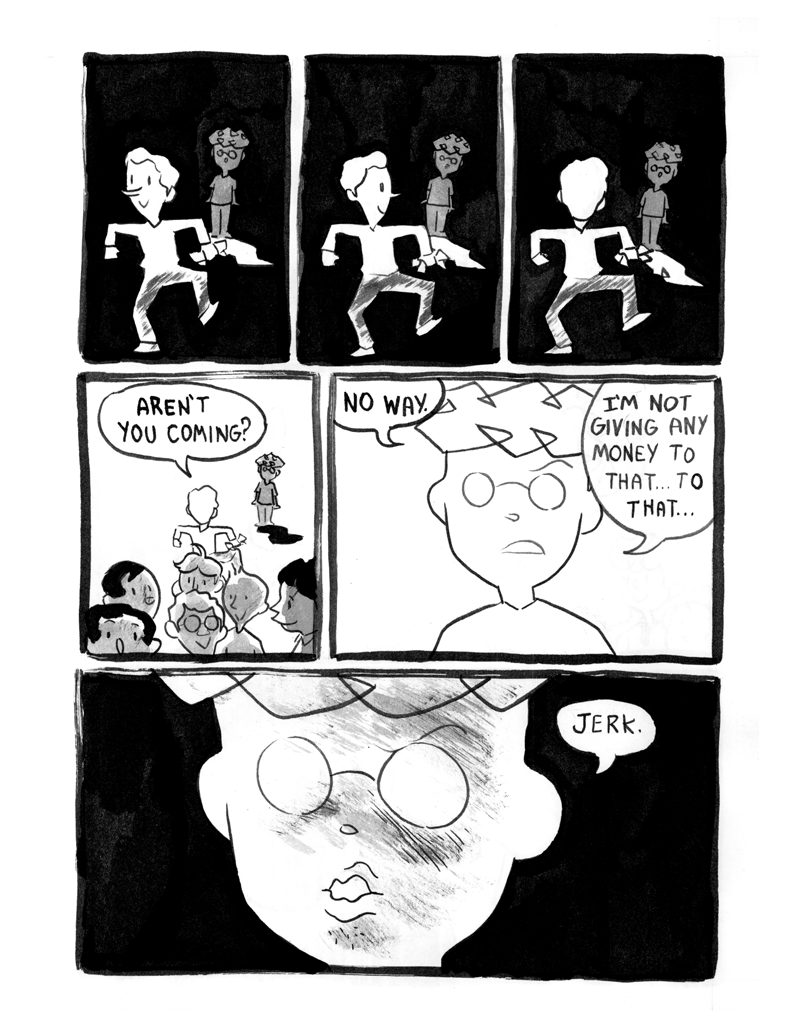 AREN'T
YOU COMING?
NO WAY.
I'M NOT
GIVING ANY
MONEY TO
THAT... TO
THAT...
JERK.